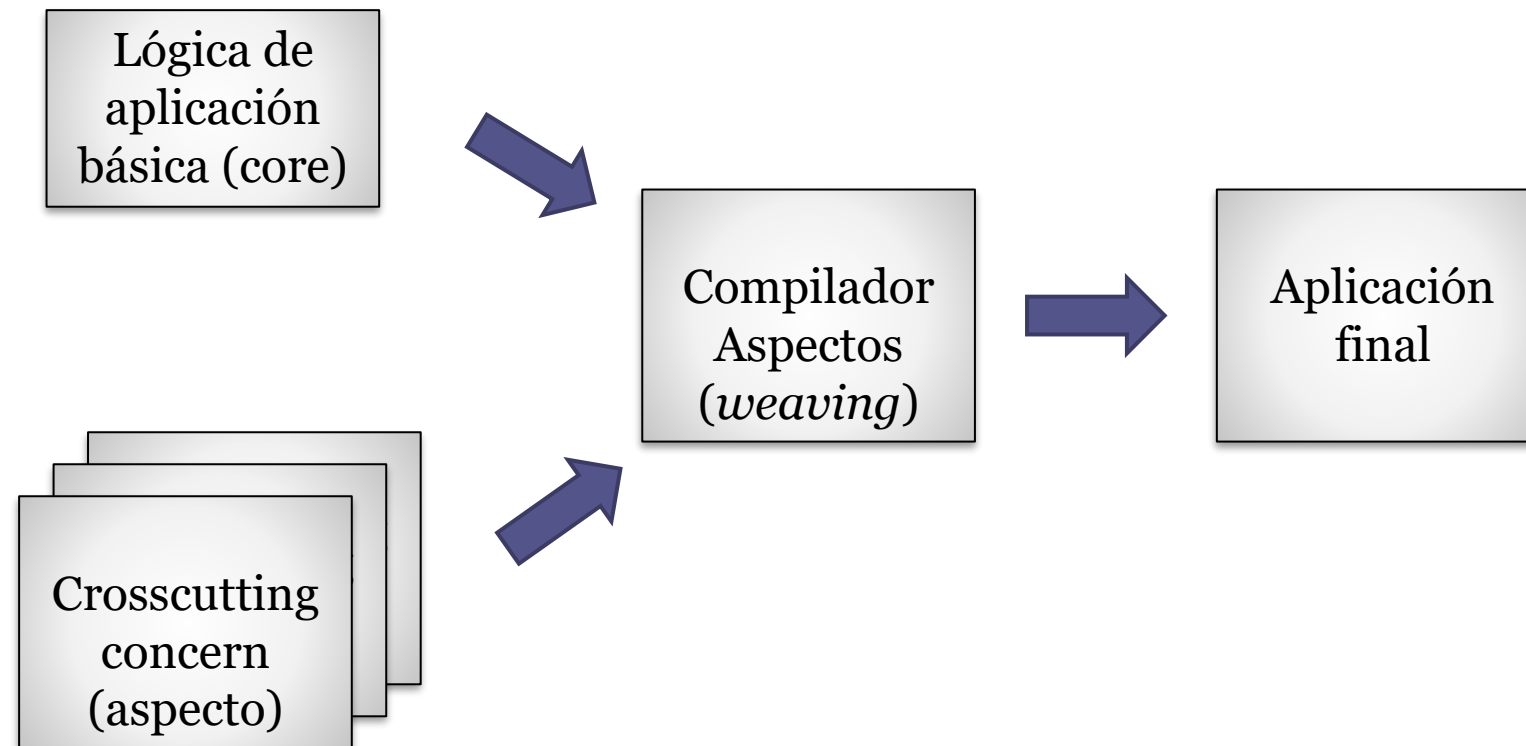 Lógica de
aplicación
básica (core)
Compilador
Aspectos
(weaving)
Aplicación
final
Crosscutting
concern
(aspecto)